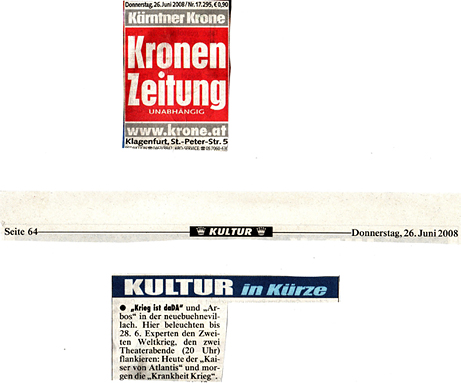 Donnerstag, 26. Juni 2008 / Nr. 17.295, € 0,90
Kärntner Krone
Kronen
Zeitung
UNABHÄNGIG
www.krone.at
Klagenfurt, St.-Peter-Str. 5
Seite 64
KULTUR
Donnerstag, 26. Juni 2008
KULTUR in Kürze
● „Krieg ist daDA“ und „Ar-
bos“ in der neuebuehnevil-
lach. Hier beleuchten bis
28. 6. Experten den Zwei-
ten Weltkrieg, den zwei
Theaterabende (20 Uhr)
flankieren: Heute der „Kai-
ser von Atlantis“ und mor-
gen die „Krankheit Krieg“.